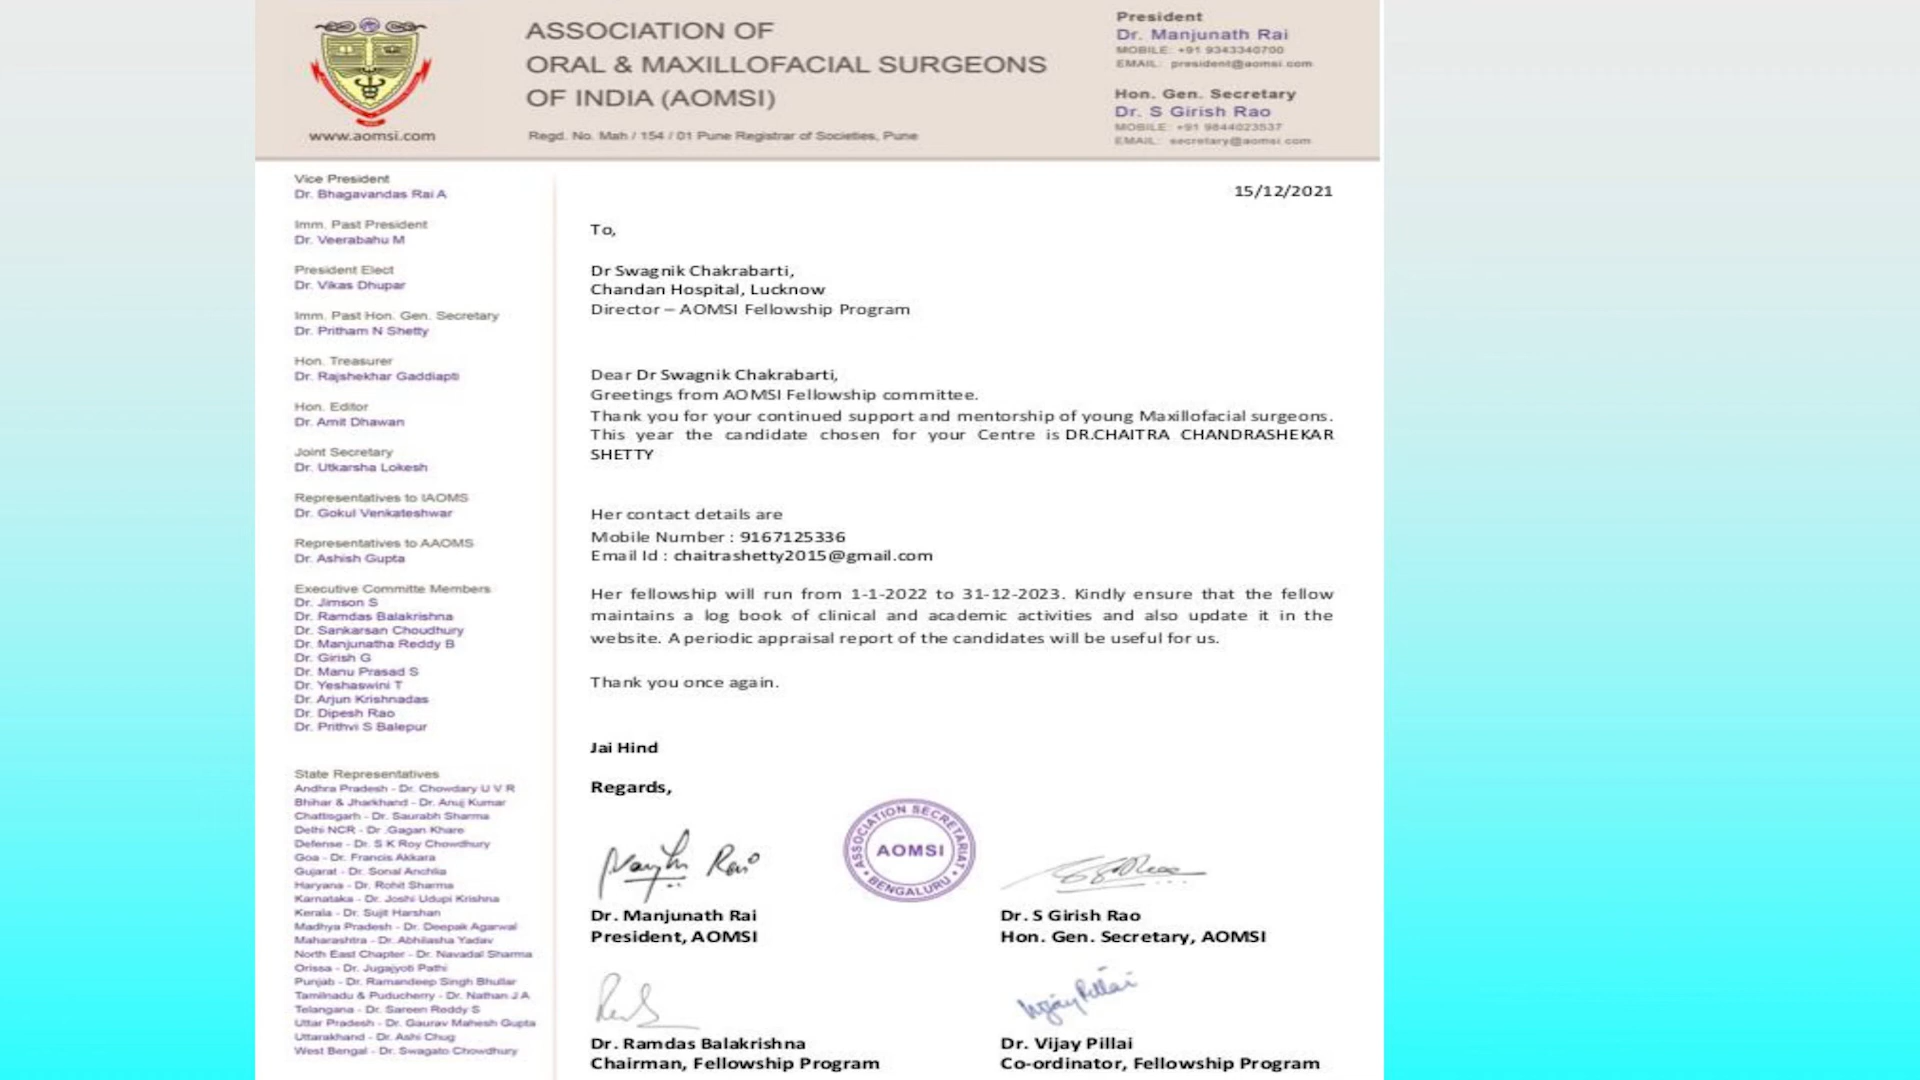 ASSOCIATION OF
ORAL & MAXILLOFACIAL SURGEONS
OF INDIA (AOMSI)
www.aomsi.com
Regd. No. Mah / 154 / 01 Pune Registrar of Societies, Pune
President
Dr. Manjunath Rai
MOBILE: +91 9343340700
EMAIL: president@aomsi.com
Hon. Gen. Secretary
Dr. S Girish Rao
MOBILE: +91 9844023537
EMAIL: secretary@aomsi.com
Vice President
Dr. Bhagavandas Rai A
Imm. Past President
Dr. Veerabahu M
President Elect
Dr. Vikas Dhupar
Imm. Past Hon. Gen. Secretary
Dr. Pritham N Shetty
Hon. Treasurer
Dr. Rajshekhar Gaddiapti
Hon. Editor
Dr. Amit Dhawan
Joint Secretary
Dr. Utkarsha Lokesh
Representatives to IAOMS
Dr. Gokul Venkateshwar
Representatives to AAOMS
Dr. Ashish Gupta
Executive Committe Members
Dr. Jimson S
Dr. Ramdas Balakrishna
Dr. Sankarsan Choudhury
Dr. Manjunatha Reddy B
Dr. Girish G
Dr. Manu Prasad S
Dr. Yeshaswini T
Dr. Arjun Krishnadas
Dr. Dipesh Rao
Dr. Prithvi S Balepur
State Representatives
Andhra Pradesh - Dr. Chowdary U V R
Bhihar & Jharkhand - Dr. Anuj Kumar
Chattisgarh - Dr. Saurabh Sharma
Delhi NCR - Dr .Gagan Khare
Defense - Dr. S K Roy Chowdhury
Goa - Dr. Francis Akkara
Gujarat - Dr. Sonal Anchlia
Haryana - Dr. Rohit Sharma
Karnataka - Dr. Joshi Udupi Krishna
Kerala - Dr. Sujit Harshan
Madhya Pradesh - Dr. Deepak Agarwal
Maharashtra - Dr. Abhilasha Yadav
North East Chapter - Dr. Navadal Sharma
Orissa - Dr. Jugajyoti Pathi
Punjab - Dr. Ramandeep Singh Bhullar
Tamilnadu & Puducherry - Dr. Nathan J A
Telangana - Dr. Sareen Reddy S
Uttar Pradesh - Dr. Gaurav Mahesh Gupta
Uttarakhand - Dr. Ashi Chug
West Bengal - Dr. Swagato Chowdhury
15/12/2021
To,
Dr Swagnik Chakrabarti,
Chandan Hospital, Lucknow
Director – AOMSI Fellowship Program
Dear Dr Swagnik Chakrabarti,
Greetings from AOMSI Fellowship committee.
Thank you for your continued support and mentorship of young Maxillofacial surgeons.
This year the candidate chosen for your Centre is DR.CHAITRA CHANDRASHEKAR
SHETTY
Her contact details are
Mobile Number : 9167125336
Email Id : chaitrashetty2015@gmail.com
Her fellowship will run from 1-1-2022 to 31-12-2023. Kindly ensure that the fellow
maintains a log book of clinical and academic activities and also update it in the
website. A periodic appraisal report of the candidates will be useful for us.
Thank you once again.
Jai Hind
Regards,
ASSOCIATION SECRETARIAT
AOMSI
BENGALURU
Dr. Manjunath Rai
President, AOMSI
Dr. S Girish Rao
Hon. Gen. Secretary, AOMSI
Vijay Pillai
Dr. Ramdas Balakrishna
Chairman, Fellowship Program
Dr. Vijay Pillai
Co-ordinator, Fellowship Program